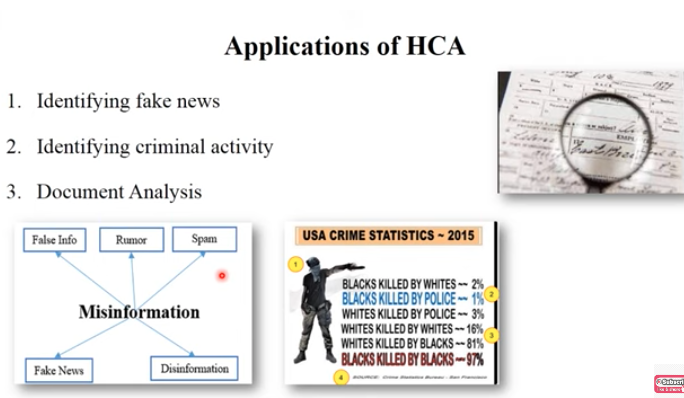 Applications of HCA
1. Identifying fake news
2. Identifying criminal activity
3. Document Analysis
False Info
Rumor
Spam
Misinformation
Fake News
Disinformation
USA CRIME STATISTICS ~ 2015
1
BLACKS KILLED BY WHITES ~~ 2%
BLACKS KILLED BY POLICE ~~ 1%
2
WHITES KILLED BY POLICE ~~ 3%
WHITES KILLED BY WHITES ~~ 16%
3
WHITES KILLED BY BLACKS ~~ 81%
BLACKS KILLED BY BLACKS ~~ 97%
4
SOURCE: Crime Statistics Bureau - San Francisco